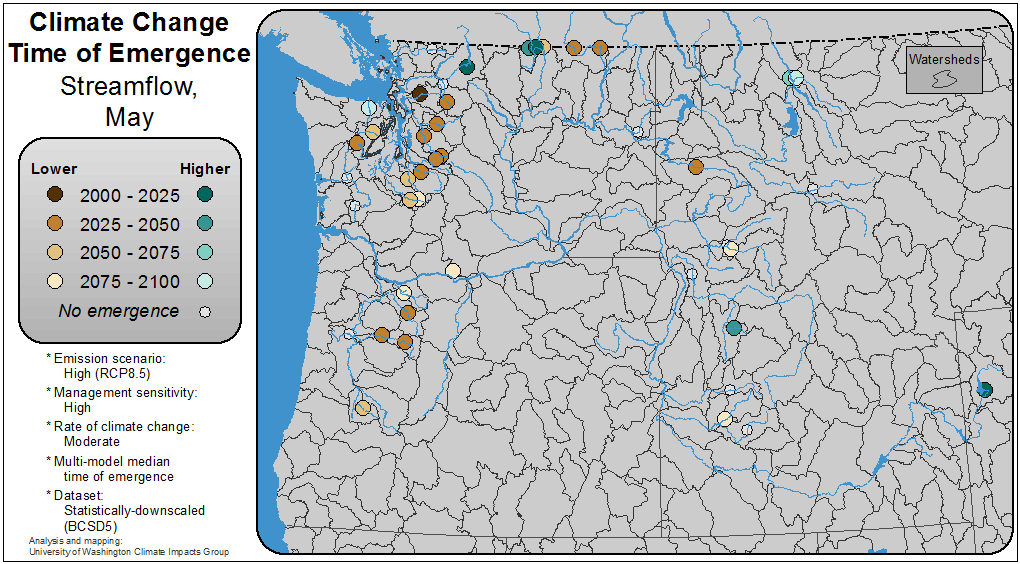 Climate Change
Time of Emergence
Streamflow,
May
Lower Higher
2000 - 2025
2025 - 2050
2050 - 2075
2075 - 2100
No emergence
* Emission scenario:
High (RCP8.5)
* Management sensitivity:
High
* Rate of climate change:
Moderate
* Multi-model median
time of emergence
* Dataset:
Statistically-downscaled
(BCSD5)
Analysis and mapping:
University of Washington Climate Impacts Group
Watersheds